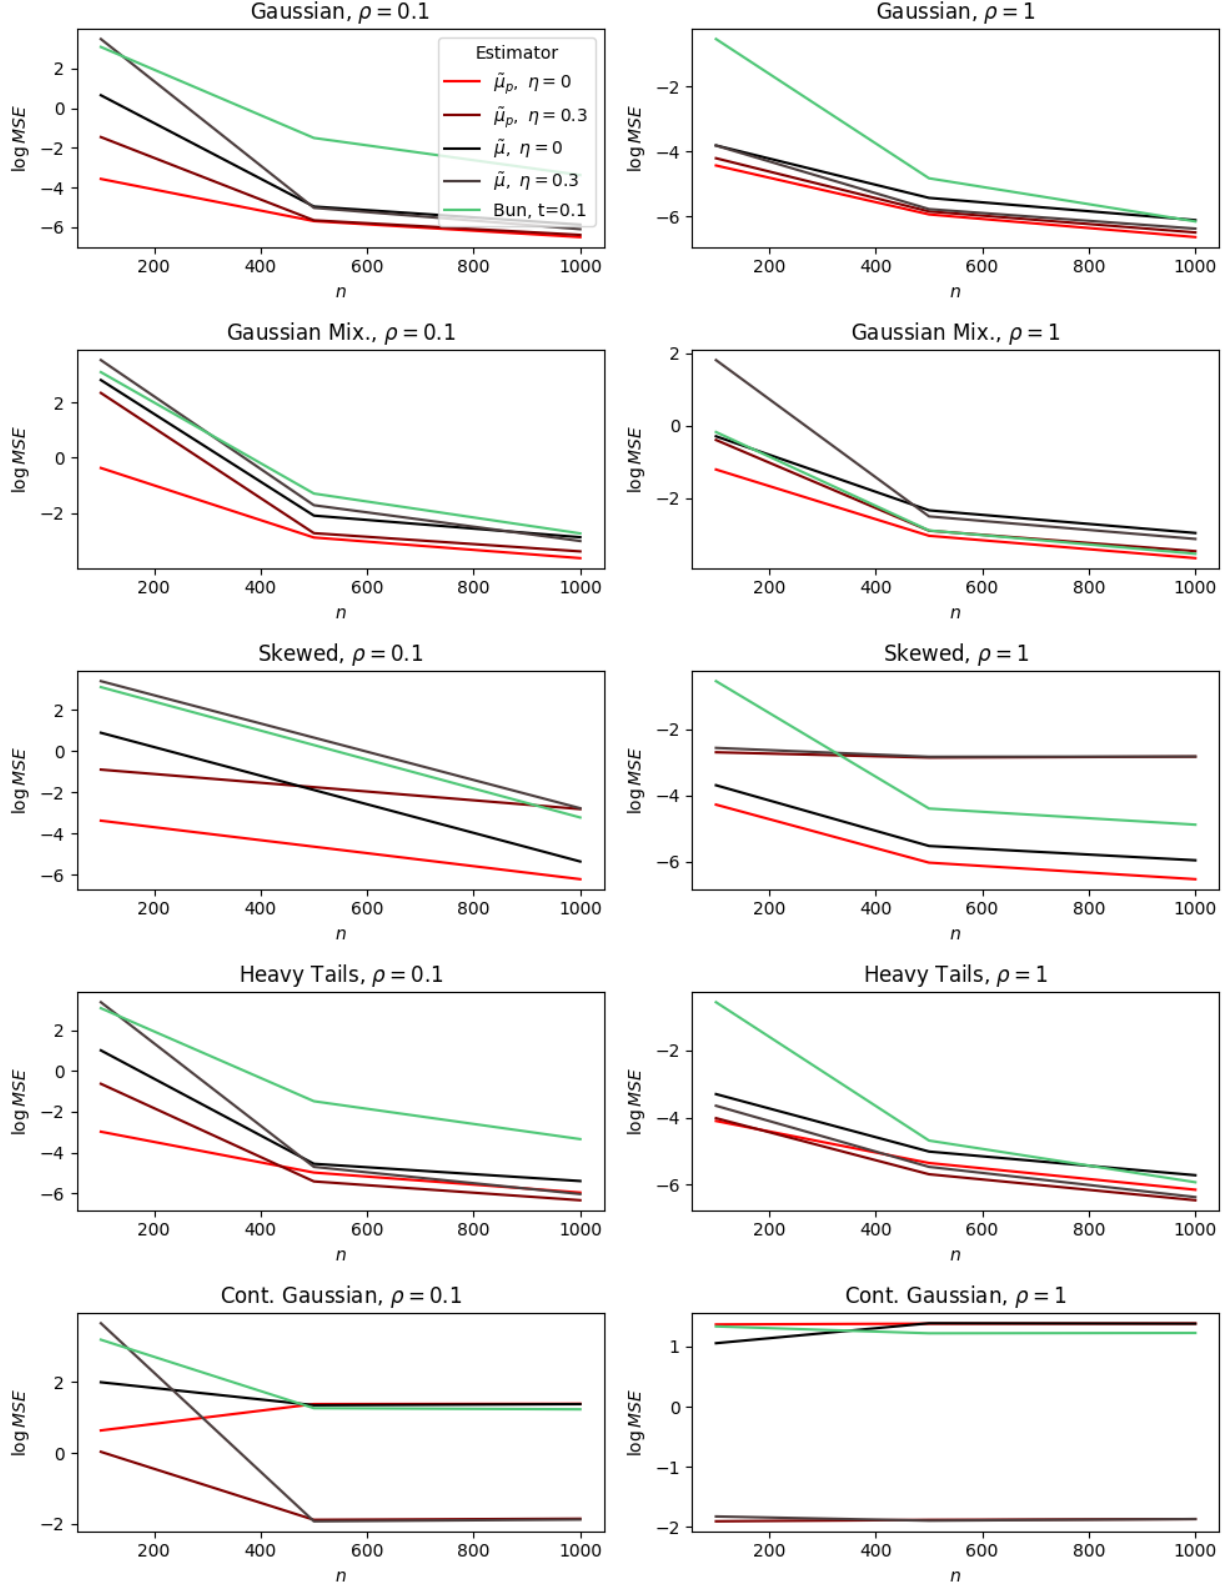 Gaussian, ρ = 0.1
2
0
−2
−4
−6
log MSE
200 400 600 800 1000
n
Estimator
μ̃ₚ, η = 0
μ̃ₚ, η = 0.3
μ̃, η = 0
μ̃, η = 0.3
Bun, t=0.1
Gaussian, ρ = 1
−2
−4
−6
log MSE
200 400 600 800 1000
n
Gaussian Mix., ρ = 0.1
2
0
−2
log MSE
200 400 600 800 1000
n
Gaussian Mix., ρ = 1
2
0
−2
log MSE
200 400 600 800 1000
n
Skewed, ρ = 0.1
2
0
−2
−4
−6
log MSE
200 400 600 800 1000
n
Skewed, ρ = 1
−2
−4
−6
log MSE
200 400 600 800 1000
n
Heavy Tails, ρ = 0.1
2
0
−2
−4
−6
log MSE
200 400 600 800 1000
n
Heavy Tails, ρ = 1
−2
−4
−6
log MSE
200 400 600 800 1000
n
Cont. Gaussian, ρ = 0.1
2
0
−2
log MSE
200 400 600 800 1000
n
Cont. Gaussian, ρ = 1
1
0
−1
−2
log MSE
200 400 600 800 1000
n